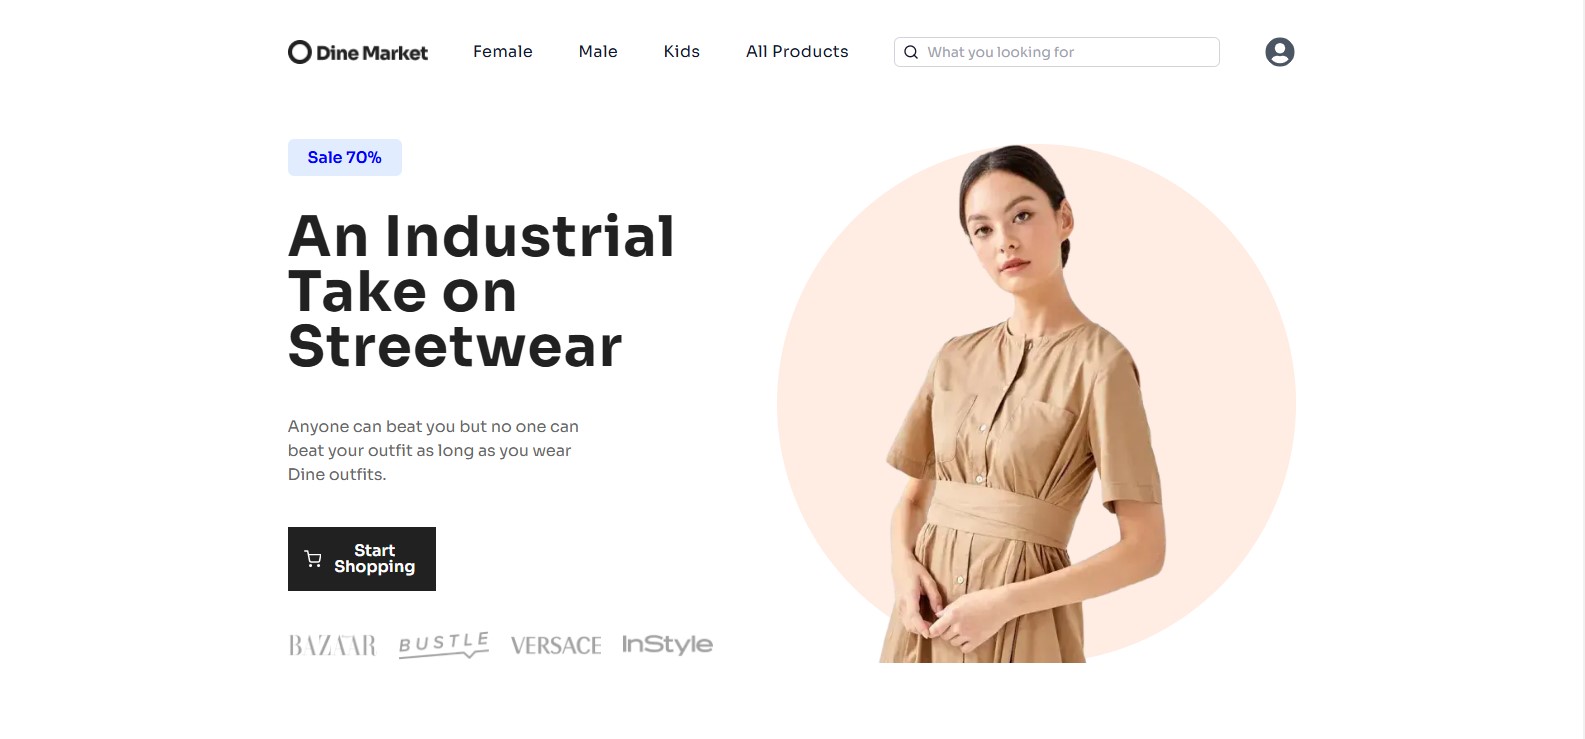 Dine Market
Female
Male
Kids
All Products
What you looking for
Sale 70%
An Industrial
Take on
Streetwear
Anyone can beat you but no one can
beat your outfit as long as you wear
Dine outfits.
Start
Shopping
BAZAAR
BUSTLE
VERSACE
InStyle